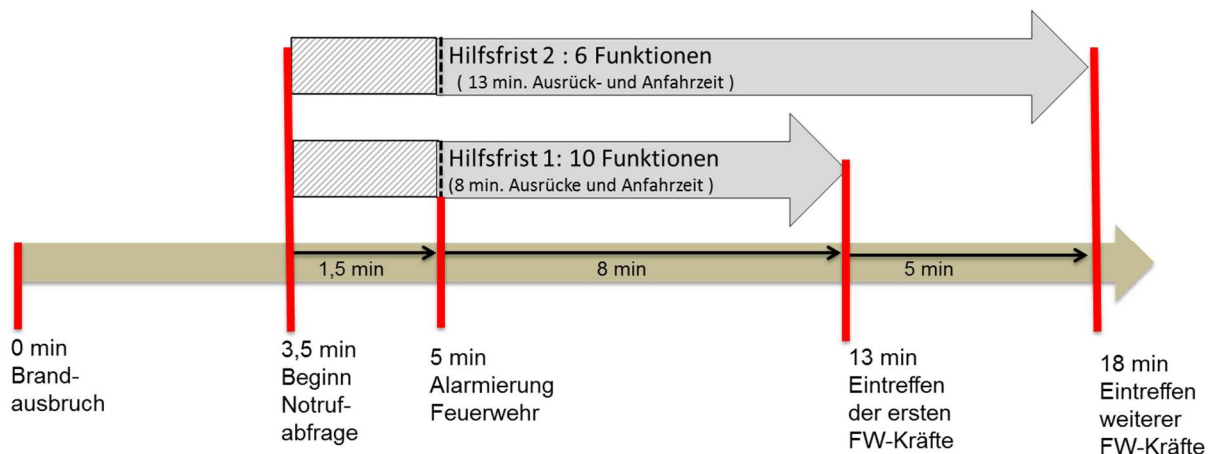 Hilfsfrist 2 : 6 Funktionen
( 13 min. Ausrück- und Anfahrzeit )
Hilfsfrist 1: 10 Funktionen
(8 min. Ausrücke und Anfahrzeit )
1,5 min
8 min
5 min
0 min
Brand-
ausbruch
3,5 min
Beginn
Notruf-
abfrage
5 min
Alarmierung
Feuerwehr
13 min
Eintreffen
der ersten
FW-Kräfte
18 min
Eintreffen
weiterer
FW-Kräfte